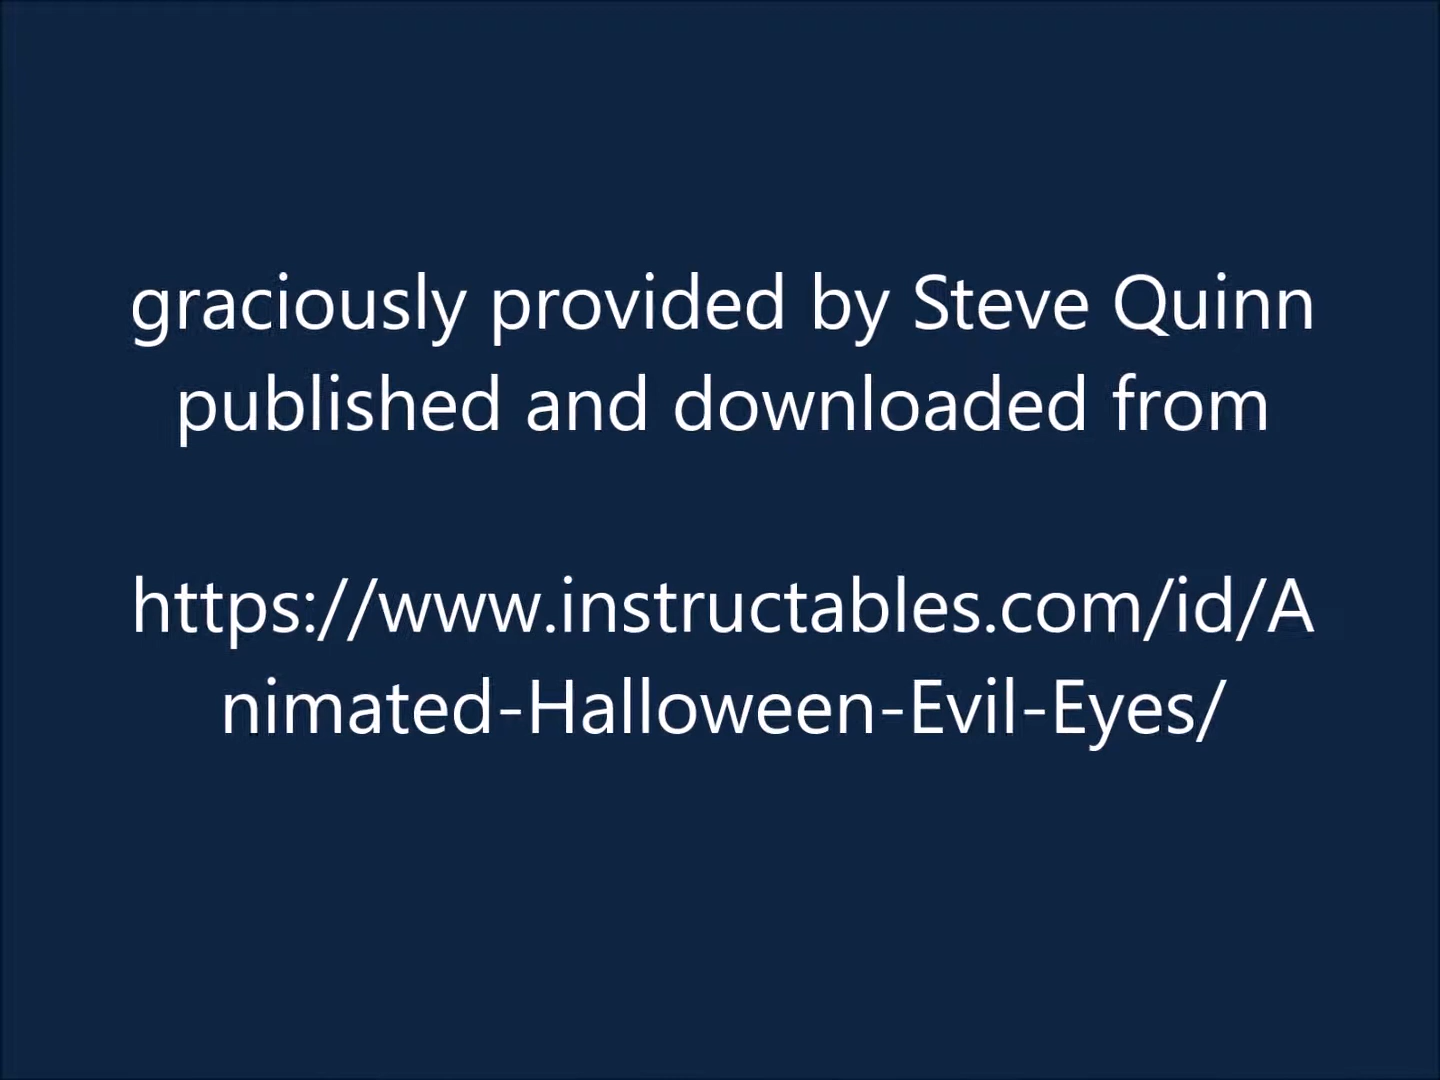 graciously provided by Steve Quinn
published and downloaded from
https://www.instructables.com/id/A
nimated-Halloween-Evil-Eyes/